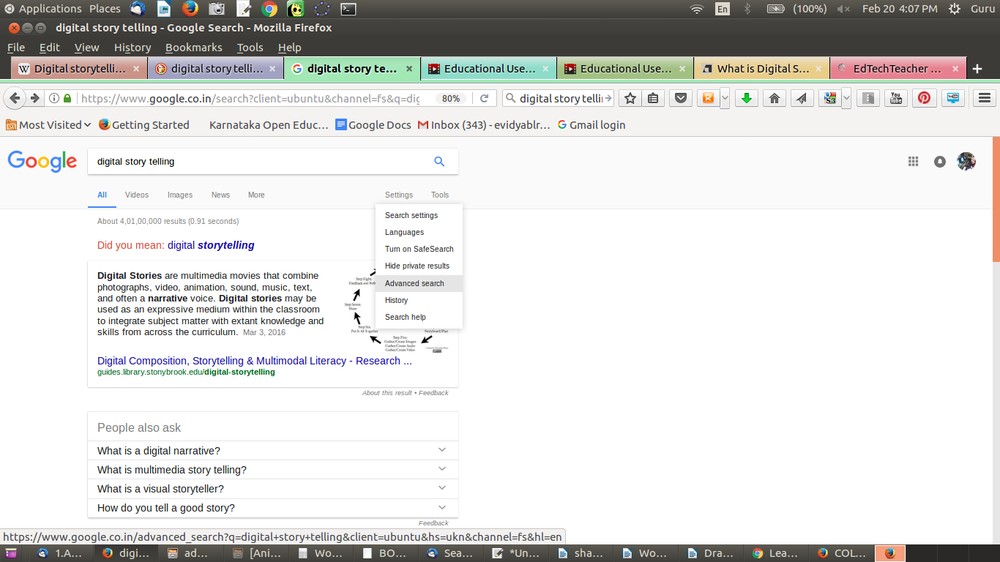 Applications Places En (100%) Feb 20 4:07 PM Guru
digital story telling - Google Search - Mozilla Firefox
File Edit View History Bookmarks Tools Help
Digital storytelli... digital story telli... digital story te... Educational Use... Educational Use... What is Digital S... EdTechTeacher ...
https://www.google.co.in/search?client=ubuntu&channel=fs&q=dig 80% digital story tellin
Most Visited Getting Started Karnataka Open Educ... Google Docs Inbox (343) - evidyablr... Gmail login
Google digital story telling
All Videos Images News More Settings Tools
About 4,01,00,000 results (0.91 seconds)
Search settings
Languages
Turn on SafeSearch
Hide private results
Advanced search
History
Search help
Did you mean: digital storytelling
Digital Stories are multimedia movies that combine
photographs, video, animation, sound, music, text,
and often a narrative voice. Digital stories may be
used as an expressive medium within the classroom
to integrate subject matter with extant knowledge and
skills from across the curriculum. Mar 3, 2016
Step Eight:
Feedback and
Step Seven:
Share
Step Six:
Put It All Together
Step Five:
Gather/Create Images
Gather/Create Audio
Gather/Create Video
Digital Composition, Storytelling & Multimodal Literacy - Research ...
guides.library.stonybrook.edu/digital-storytelling
About this result • Feedback
People also ask
What is a digital narrative?
What is multimedia story telling?
What is a visual storyteller?
How do you tell a good story?
Feedback
https://www.google.co.in/advanced_search?q=digital+story+telling&client=ubuntu&hs=ukn&channel=fs&hl=en
1.A... digi... ad... [Ani... Wo... BO... Sea... *Un... sha... Wo... Dra... Lea... COL...